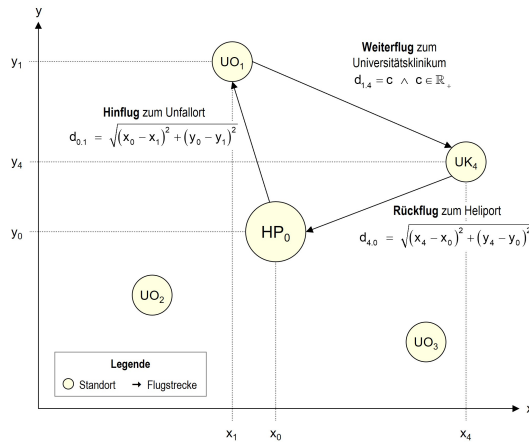 y
y₁
UO₁
Weiterflug zum
Universitätsklinikum
d₁.₄ = c ∧ c ∈ ℝ₊
Hinflug zum Unfallort
d₀.₁ = √((x₀ − x₁)² + (y₀ − y₁)²)
y₄
UK₄
Rückflug zum Heliport
d₄.₀ = √((x₄ − x₀)² + (y₄ − y₀)²)
y₀
HP₀
UO₂
UO₃
Legende
Standort → Flugstrecke
x
x₁
x₀
x₄